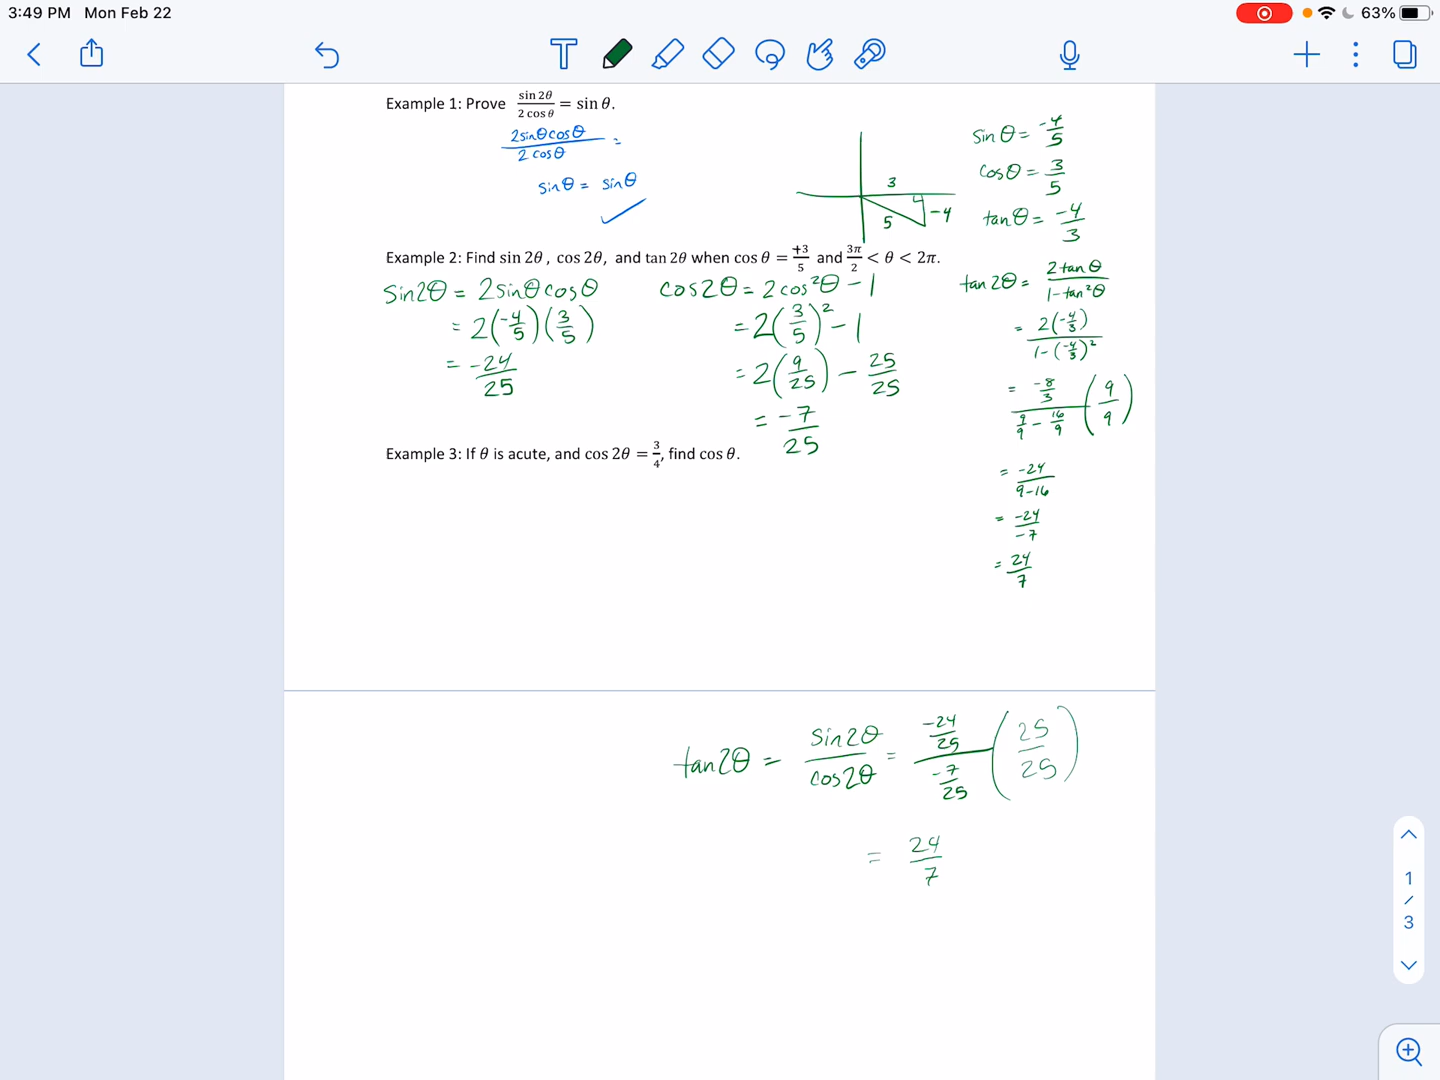 3:49 PM Mon Feb 22
63%
Example 1: Prove sin 2θ / 2 cos θ = sin θ.
2sinθcosθ / 2cosθ =
sinθ = sinθ ✓
3
5
-4
sinθ = -4/5
cosθ = 3/5
tanθ = -4/3
Example 2: Find sin 2θ , cos 2θ, and tan 2θ when cos θ = +3/5 and 3π/2 < θ < 2π.
sin2θ = 2sinθcosθ
= 2(-4/5)(3/5)
= -24/25
cos2θ = 2cos²θ - 1
= 2(3/5)² - 1
= 2(9/25) - 25/25
= -7/25
tan2θ = 2tanθ / 1-tan²θ
= 2(-4/3) / 1-(-4/3)²
= -8/3 / 9/9 - 16/9 (9/9)
= -24 / 9-16
= -24/-7
= 24/7
Example 3: If θ is acute, and cos 2θ = 3/4, find cos θ.
tan2θ = sin2θ / cos2θ = -24/25 / -7/25 (25/25)
= 24/7
1
/
3